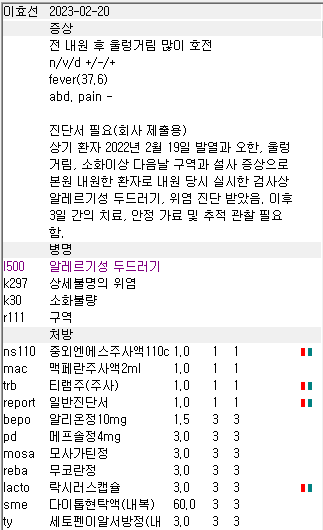 이효선 2023-02-20
증상
전 내원 후 울렁거림 많이 호전
n/v/d +/-/+
fever(37.6)
abd. pain -
진단서 필요(회사 제출용)
상기 환자 2022년 2월 19일 발열과 오한, 울렁
거림, 소화이상 다음날 구역과 설사 증상으로
본원 내원한 환자로 내원 당시 실시한 검사상
알레르기성 두드러기, 위염 진단 받았음. 이후
3일 간의 치료, 안정 가료 및 추적 관찰 필요
함.
병명
l500 알레르기성 두드러기
k297 상세불명의 위염
k30 소화불량
r111 구역
처방
ns110 중외엔에스주사액110c 1.0 1 1
mac 맥페란주사액2ml 1.0 1 1
trb 티램주(주사) 1.0 1 1
report 일반진단서 1.0 1 1
bepo 알리온정10mg 1.5 3 3
pd 메프솔정4mg 3.0 3 3
mosa 모사가틴정 3.0 3 3
reba 무코란정 3.0 3 3
lacto 락시러스캡슐 3.0 3 3
sme 다이톱현탁액(내복) 60.0 3 3
ty 세토펜이알서방정(내 3.0 3 3